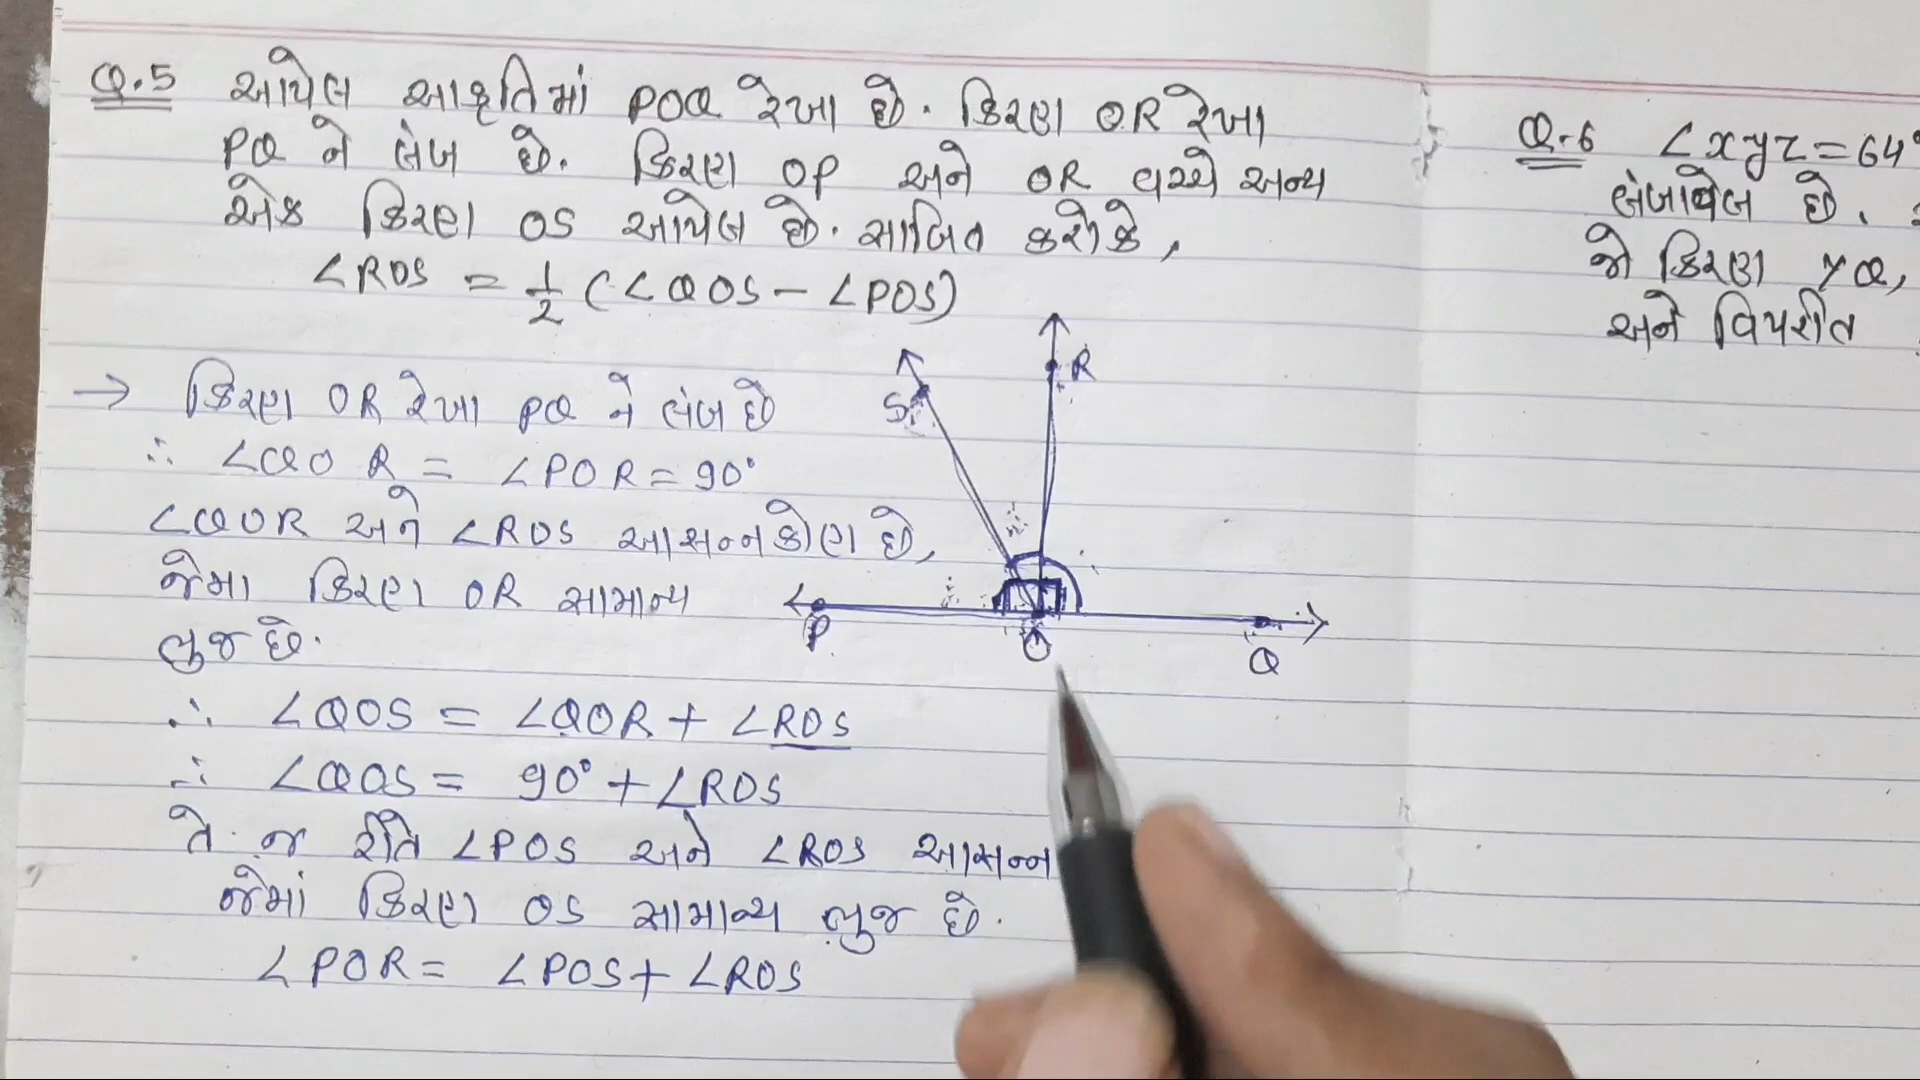 Q.5 આપેલ આકૃતિમાં POQ રેખા છે. કિરણ OR રેખા
PQ ને લંબ છે. કિરણ OP અને OR વચ્ચે અન્ય
એક કિરણ OS આપેલ છે. સાબિત કરો કે,
∠ROS = 1/2 (∠QOS − ∠POS)
→ કિરણ OR રેખા PQ ને લંબ છે
∴ ∠QOR = ∠POR = 90°
∠QOR અને ∠ROS આસન્નકોણ છે,
જેમા કિરણ OR સામાન્ય
ભુજ છે.
∴ ∠QOS = ∠QOR + ∠ROS
∴ ∠QOS = 90° + ∠ROS
તે જ રીતે ∠POS અને ∠ROS આસન્ન
જેમાં કિરણ OS સામાન્ય ભુજ છે.
∠POR = ∠POS + ∠ROS
S
R
P
O
Q
Q.6 ∠xyz = 64°
લંબાવેલ છે.
જો કિરણ YQ,
અને વિપરીત